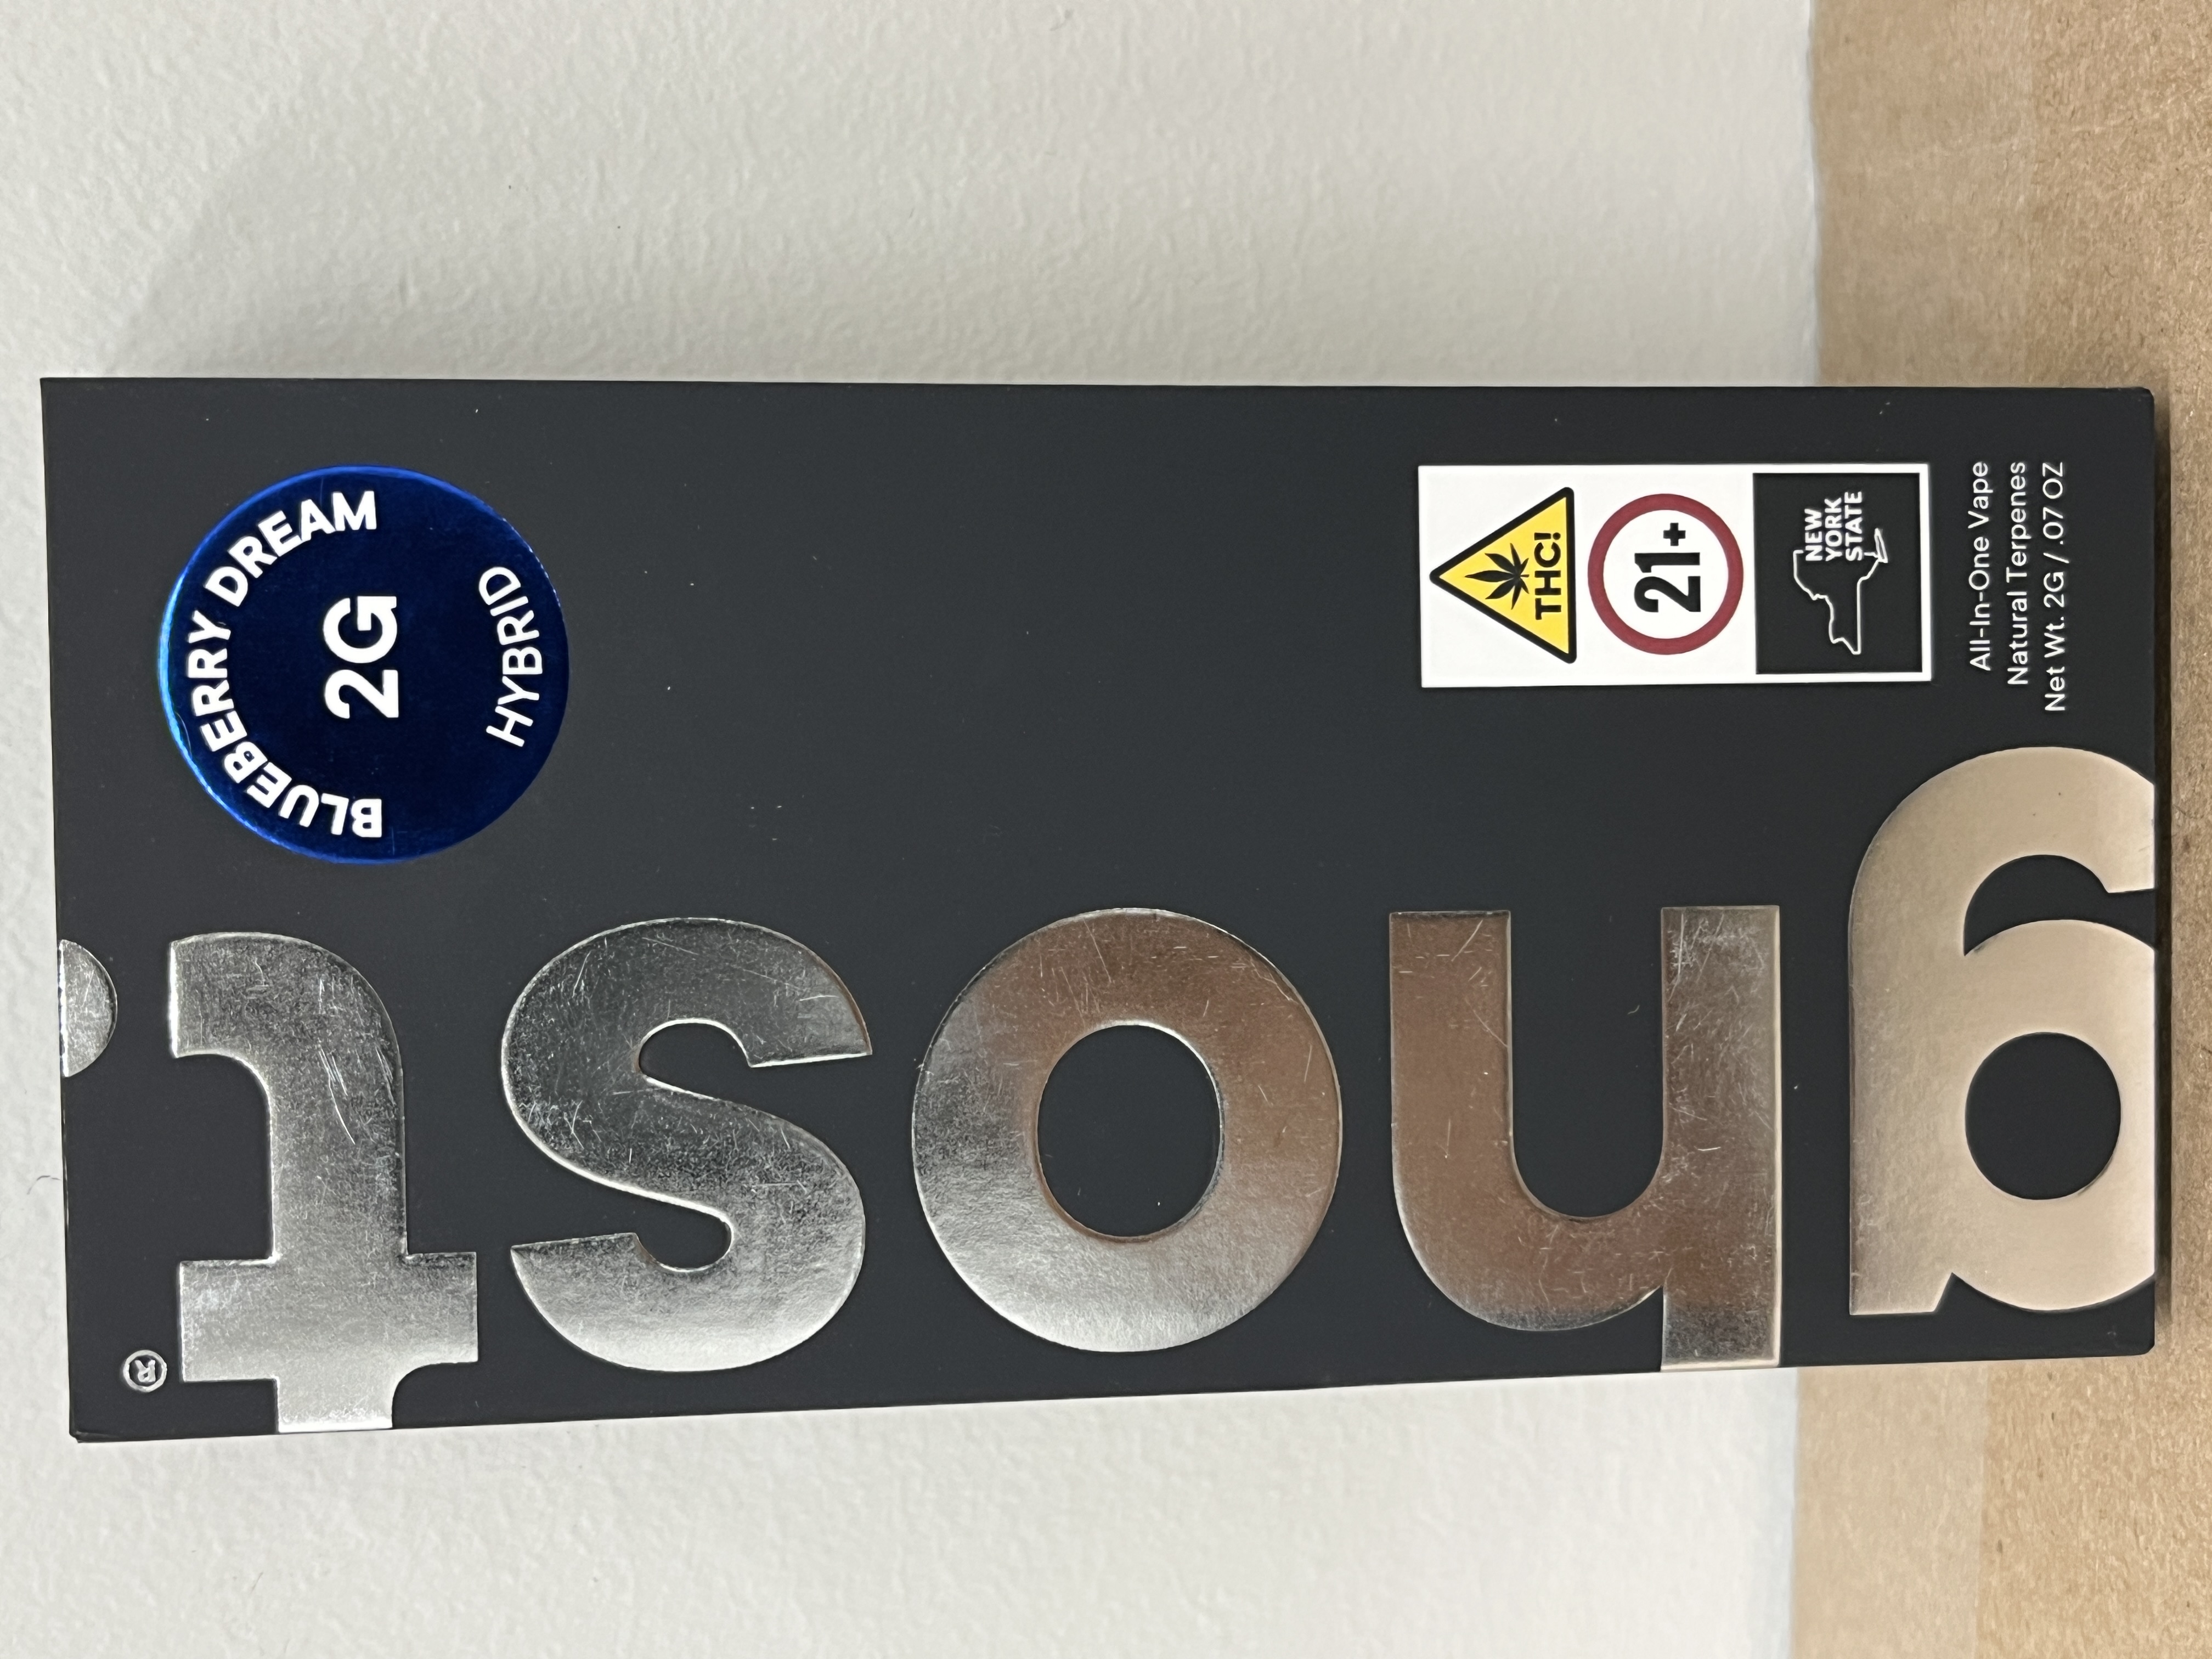 BLUEBERRY DREAM
2G
HYBRID
ghost.
®
THC!
21+
NEW
YORK
STATE
All-In-One Vape
Natural Terpenes
Net Wt. 2G / .07 OZ